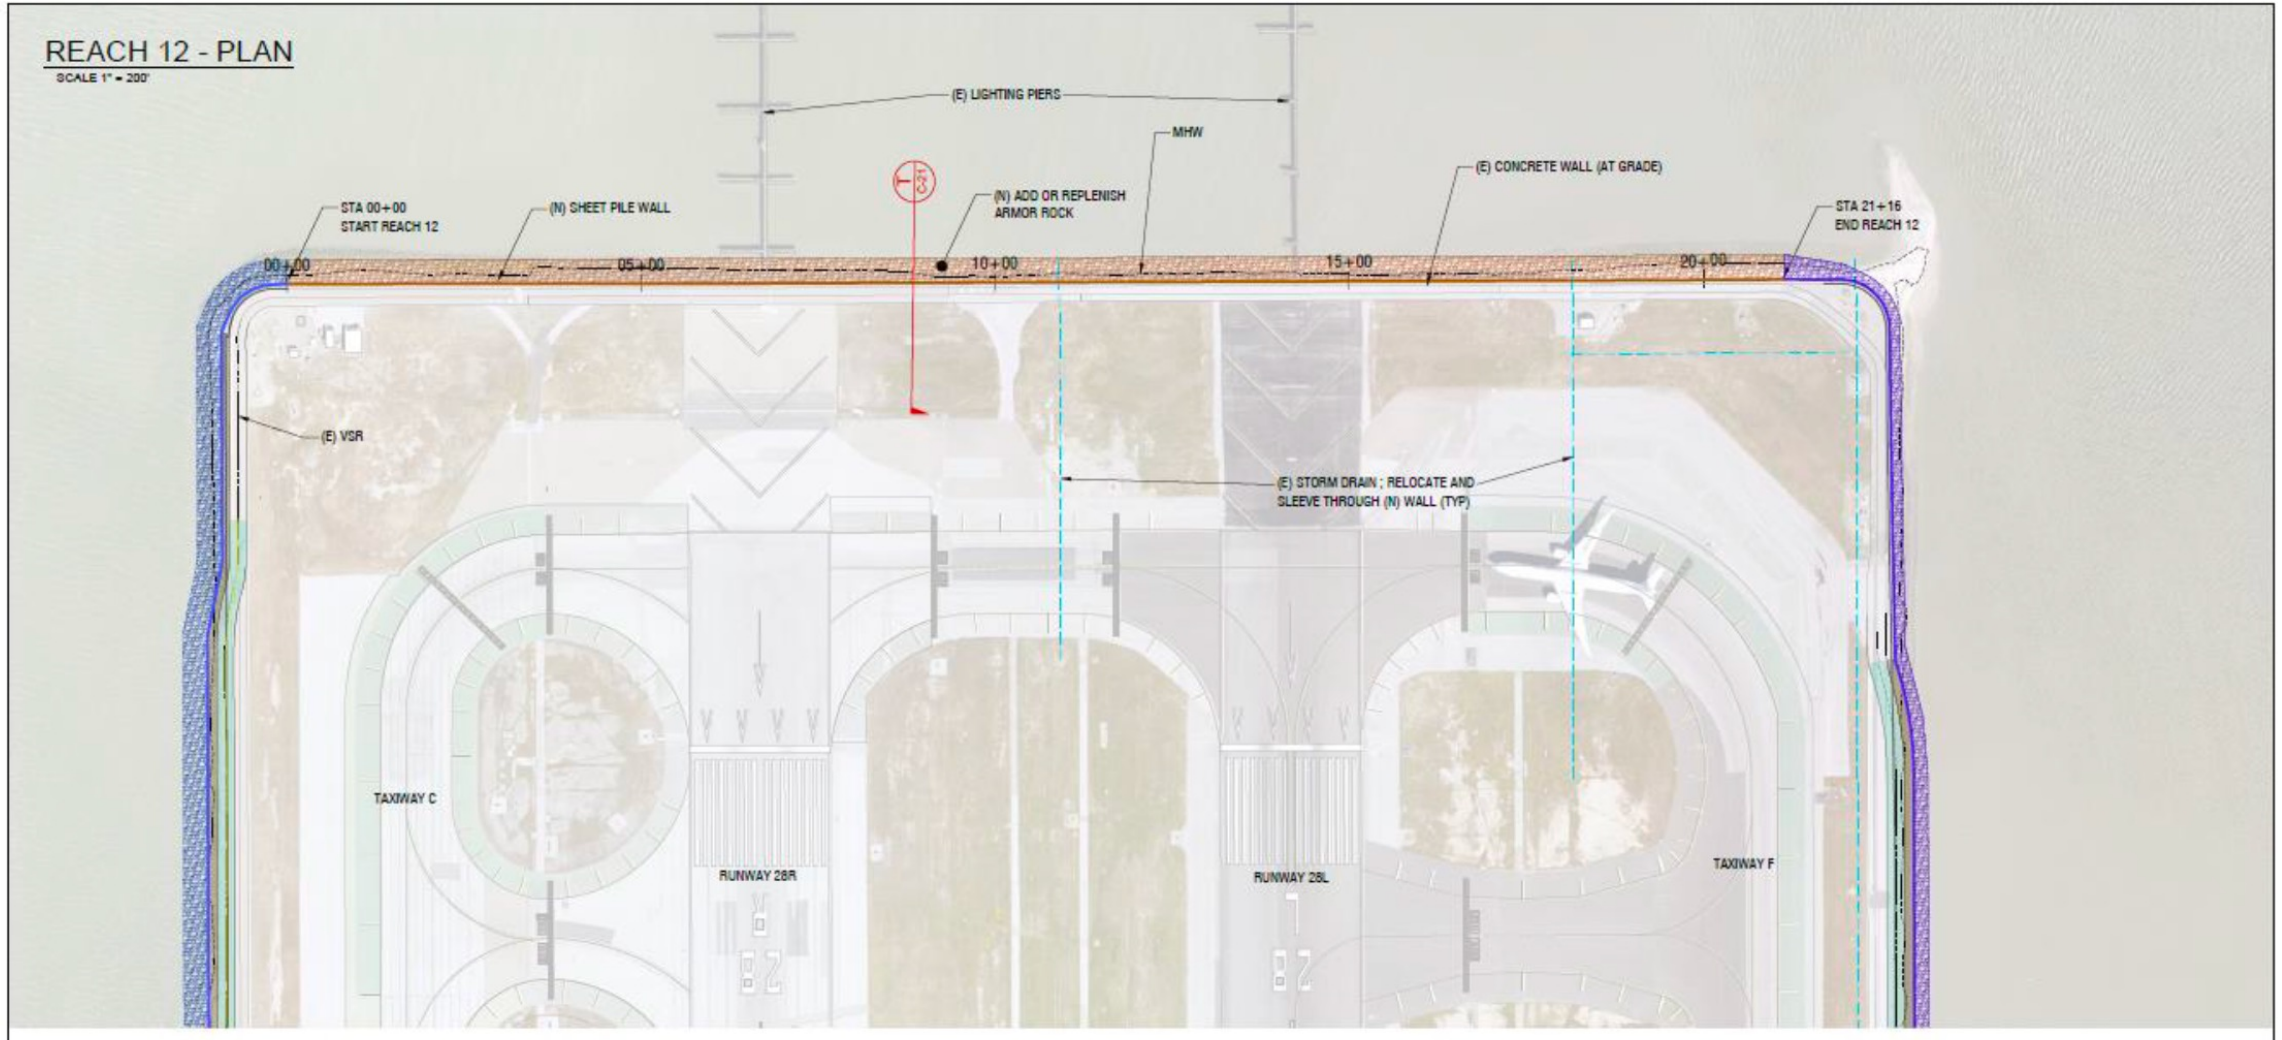 REACH 12 - PLAN
SCALE 1" = 200'
(E) LIGHTING PIERS
MHW
(E) CONCRETE WALL (AT GRADE)
T
C-21
(N) ADD OR REPLENISH
ARMOR ROCK
STA 00+00
START REACH 12
(N) SHEET PILE WALL
STA 21+16
END REACH 12
00+00
05+00
10+00
15+00
20+00
(E) VSR
(E) STORM DRAIN ; RELOCATE AND
SLEEVE THROUGH (N) WALL (TYP)
TAXIWAY C
RUNWAY 28R
RUNWAY 28L
TAXIWAY F
R
28
L
28